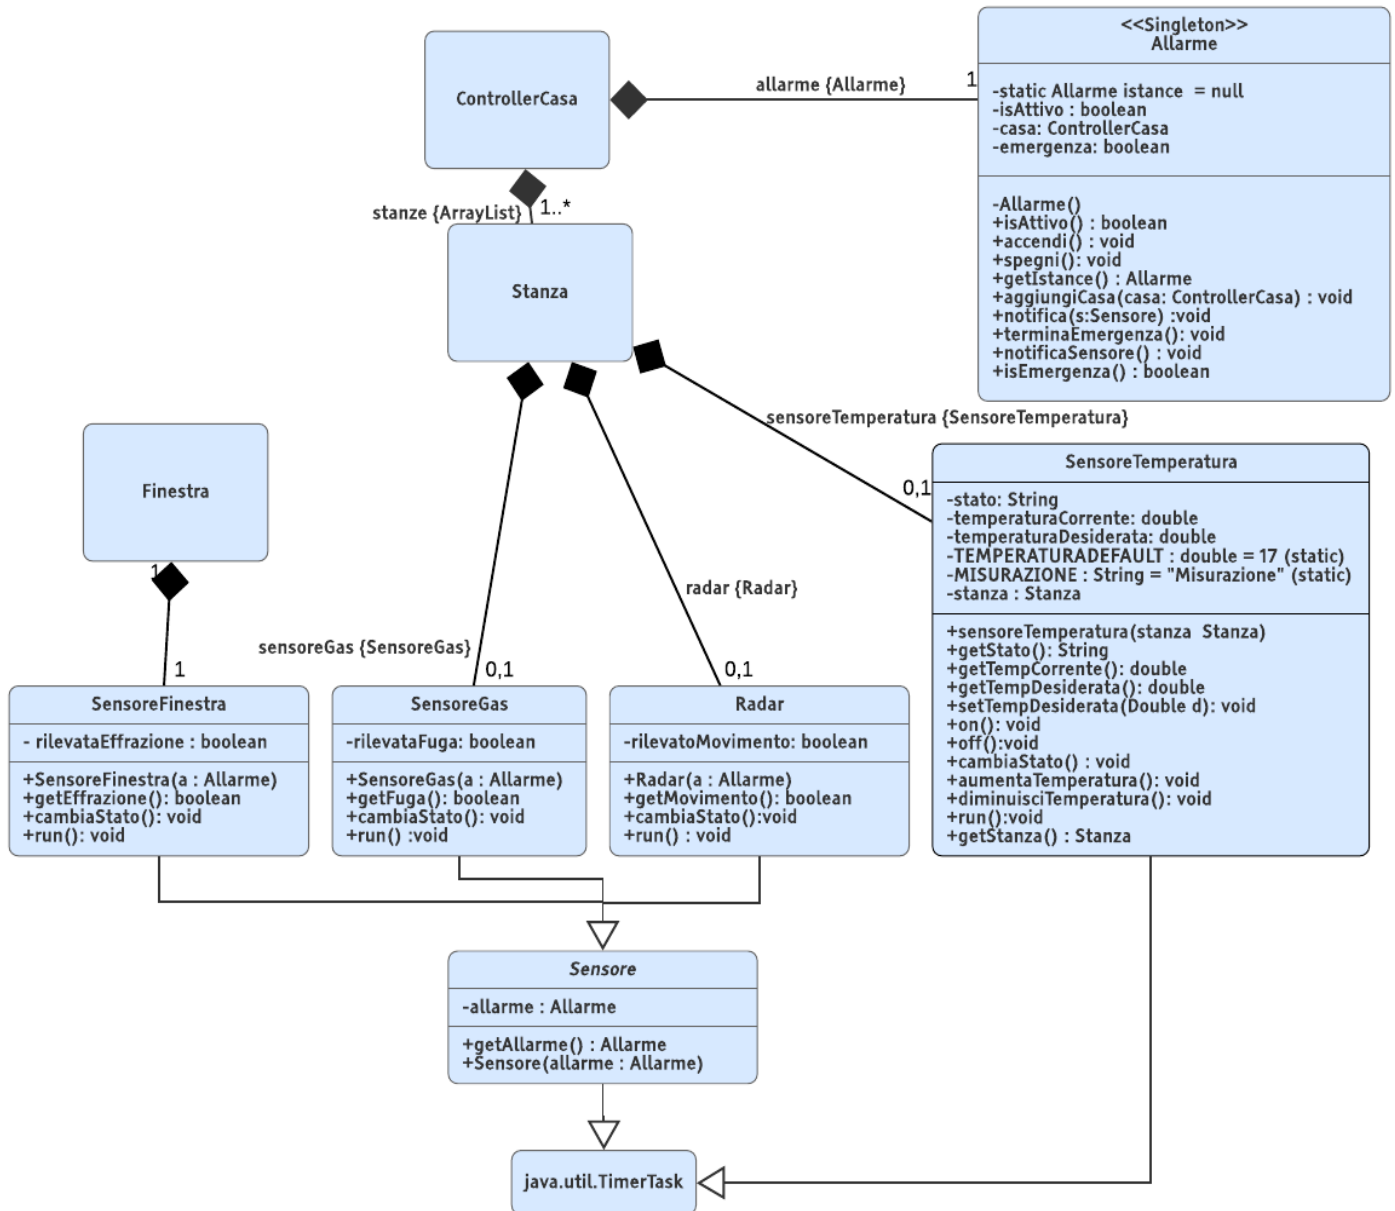 <<Singleton>>
Allarme
-static Allarme istance  = null
-isAttivo : boolean
-casa: ControllerCasa
-emergenza: boolean
-Allarme()
+isAttivo() : boolean
+accendi() : void
+spegni(): void
+getIstance() : Allarme
+aggiungiCasa(casa: ControllerCasa) : void
+notifica(s:Sensore) :void
+terminaEmergenza(): void
+notificaSensore() : void
+isEmergenza() : boolean
ControllerCasa
allarme {Allarme}
1
stanze {ArrayList}
1..*
Stanza
sensoreTemperatura {SensoreTemperatura}
0,1
Finestra
1
1
sensoreGas {SensoreGas}
0,1
radar {Radar}
0,1
SensoreTemperatura
-stato: String
-temperaturaCorrente: double
-temperaturaDesiderata: double
-TEMPERATURADEFAULT : double = 17 (static)
-MISURAZIONE : String = "Misurazione" (static)
-stanza : Stanza
+sensoreTemperatura(stanza  Stanza)
+getStato(): String
+getTempCorrente(): double
+getTempDesiderata(): double
+setTempDesiderata(Double d): void
+on(): void
+off():void
+cambiaStato() : void
+aumentaTemperatura(): void
+diminuisciTemperatura(): void
+run():void
+getStanza() : Stanza
SensoreFinestra
- rilevataEffrazione : boolean
+SensoreFinestra(a : Allarme)
+getEffrazione(): boolean
+cambiaStato(): void
+run(): void
SensoreGas
-rilevataFuga: boolean
+SensoreGas(a : Allarme)
+getFuga(): boolean
+cambiaStato(): void
+run() :void
Radar
-rilevatoMovimento: boolean
+Radar(a : Allarme)
+getMovimento(): boolean
+cambiaStato():void
+run() : void
Sensore
-allarme : Allarme
+getAllarme() : Allarme
+Sensore(allarme : Allarme)
java.util.TimerTask